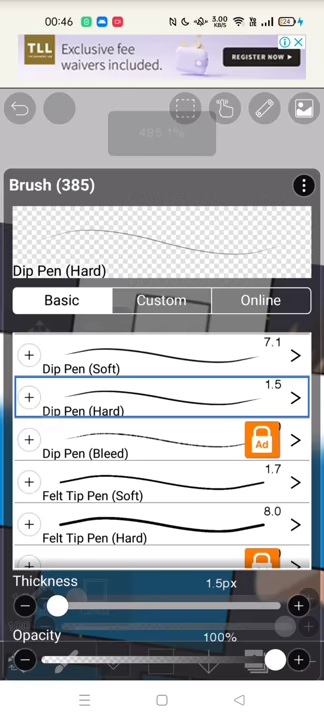 00:46
3.00
KB/S
24
TLL
Exclusive fee
waivers included.
REGISTER NOW
495.1%
Brush (385)
Dip Pen (Hard)
Basic
Custom
Online
7.1
Dip Pen (Soft)
1.5
Dip Pen (Hard)
Ad
Dip Pen (Bleed)
1.7
Felt Tip Pen (Soft)
8.0
Felt Tip Pen (Hard)
Thickness
1.5px
Opacity
100%